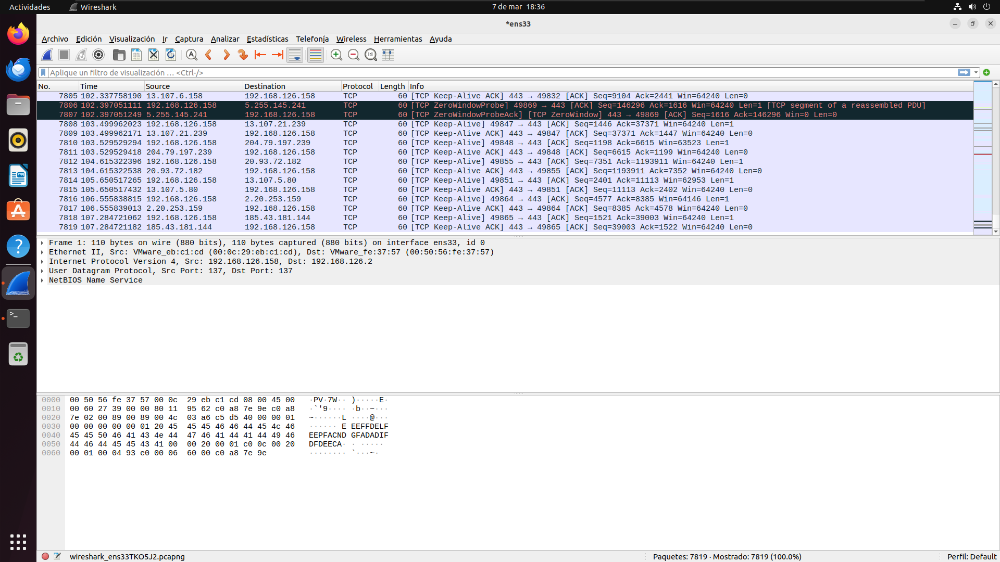 Actividades Wireshark 7 de mar 18:36
*ens33
Archivo Edición Visualización Ir Captura Analizar Estadísticas Telefonía Wireless Herramientas Ayuda
Aplique un filtro de visualización … <Ctrl-/>
No. Time Source Destination Protocol Length Info
7805 102.337758190 13.107.6.158 192.168.126.158 TCP 60 [TCP Keep-Alive ACK] 443 → 49832 [ACK] Seq=9104 Ack=2441 Win=64240 Len=0
7806 102.397051111 192.168.126.158 5.255.145.241 TCP 60 [TCP ZeroWindowProbe] 49869 → 443 [ACK] Seq=146296 Ack=1616 Win=64240 Len=1 [TCP segment of a reassembled PDU]
7807 102.397051249 5.255.145.241 192.168.126.158 TCP 60 [TCP ZeroWindowProbeAck] [TCP ZeroWindow] 443 → 49869 [ACK] Seq=1616 Ack=146296 Win=0 Len=0
7808 103.499962023 192.168.126.158 13.107.21.239 TCP 60 [TCP Keep-Alive] 49847 → 443 [ACK] Seq=1446 Ack=37371 Win=64240 Len=1
7809 103.499962171 13.107.21.239 192.168.126.158 TCP 60 [TCP Keep-Alive ACK] 443 → 49847 [ACK] Seq=37371 Ack=1447 Win=64240 Len=0
7810 103.529529294 192.168.126.158 204.79.197.239 TCP 60 [TCP Keep-Alive] 49848 → 443 [ACK] Seq=1198 Ack=6615 Win=63523 Len=1
7811 103.529529418 204.79.197.239 192.168.126.158 TCP 60 [TCP Keep-Alive ACK] 443 → 49848 [ACK] Seq=6615 Ack=1199 Win=64240 Len=0
7812 104.615322396 192.168.126.158 20.93.72.182 TCP 60 [TCP Keep-Alive] 49855 → 443 [ACK] Seq=7351 Ack=1193911 Win=64240 Len=1
7813 104.615322538 20.93.72.182 192.168.126.158 TCP 60 [TCP Keep-Alive ACK] 443 → 49855 [ACK] Seq=1193911 Ack=7352 Win=64240 Len=0
7814 105.650517265 192.168.126.158 13.107.5.80 TCP 60 [TCP Keep-Alive] 49851 → 443 [ACK] Seq=2401 Ack=11113 Win=62953 Len=1
7815 105.650517432 13.107.5.80 192.168.126.158 TCP 60 [TCP Keep-Alive ACK] 443 → 49851 [ACK] Seq=11113 Ack=2402 Win=64240 Len=0
7816 106.555838815 192.168.126.158 2.20.253.159 TCP 60 [TCP Keep-Alive] 49864 → 443 [ACK] Seq=4577 Ack=8385 Win=64146 Len=1
7817 106.555839013 2.20.253.159 192.168.126.158 TCP 60 [TCP Keep-Alive ACK] 443 → 49864 [ACK] Seq=8385 Ack=4578 Win=64240 Len=0
7818 107.284721062 192.168.126.158 185.43.181.144 TCP 60 [TCP Keep-Alive] 49865 → 443 [ACK] Seq=1521 Ack=39003 Win=64240 Len=1
7819 107.284721182 185.43.181.144 192.168.126.158 TCP 60 [TCP Keep-Alive ACK] 443 → 49865 [ACK] Seq=39003 Ack=1522 Win=64240 Len=0
Frame 1: 110 bytes on wire (880 bits), 110 bytes captured (880 bits) on interface ens33, id 0
Ethernet II, Src: VMware_eb:c1:cd (00:0c:29:eb:c1:cd), Dst: VMware_fe:37:57 (00:50:56:fe:37:57)
Internet Protocol Version 4, Src: 192.168.126.158, Dst: 192.168.126.2
User Datagram Protocol, Src Port: 137, Dst Port: 137
NetBIOS Name Service
0000 00 50 56 fe 37 57 00 0c 29 eb c1 cd 08 00 45 00 ·PV·7W·· )·····E·
0010 00 60 27 39 00 00 80 11 95 62 c0 a8 7e 9e c0 a8 ·`'9···· ·b··~···
0020 7e 02 00 89 00 89 00 4c 03 a6 c5 d5 40 00 00 01 ~······L ····@···
0030 00 00 00 00 00 01 20 45 45 45 46 46 44 45 4c 46 ······ E EEFFDELF
0040 45 45 50 46 41 43 4e 44 47 46 41 44 41 44 49 46 EEPFACND GFADADIF
0050 44 46 44 45 45 43 41 00 00 20 00 01 c0 0c 00 20 DFDEECA· · ·····
0060 00 01 00 04 93 e0 00 06 60 00 c0 a8 7e 9e ········ `···~·
wireshark_ens33TKO5J2.pcapng Paquetes: 7819 · Mostrado: 7819 (100.0%) Perfil: Default